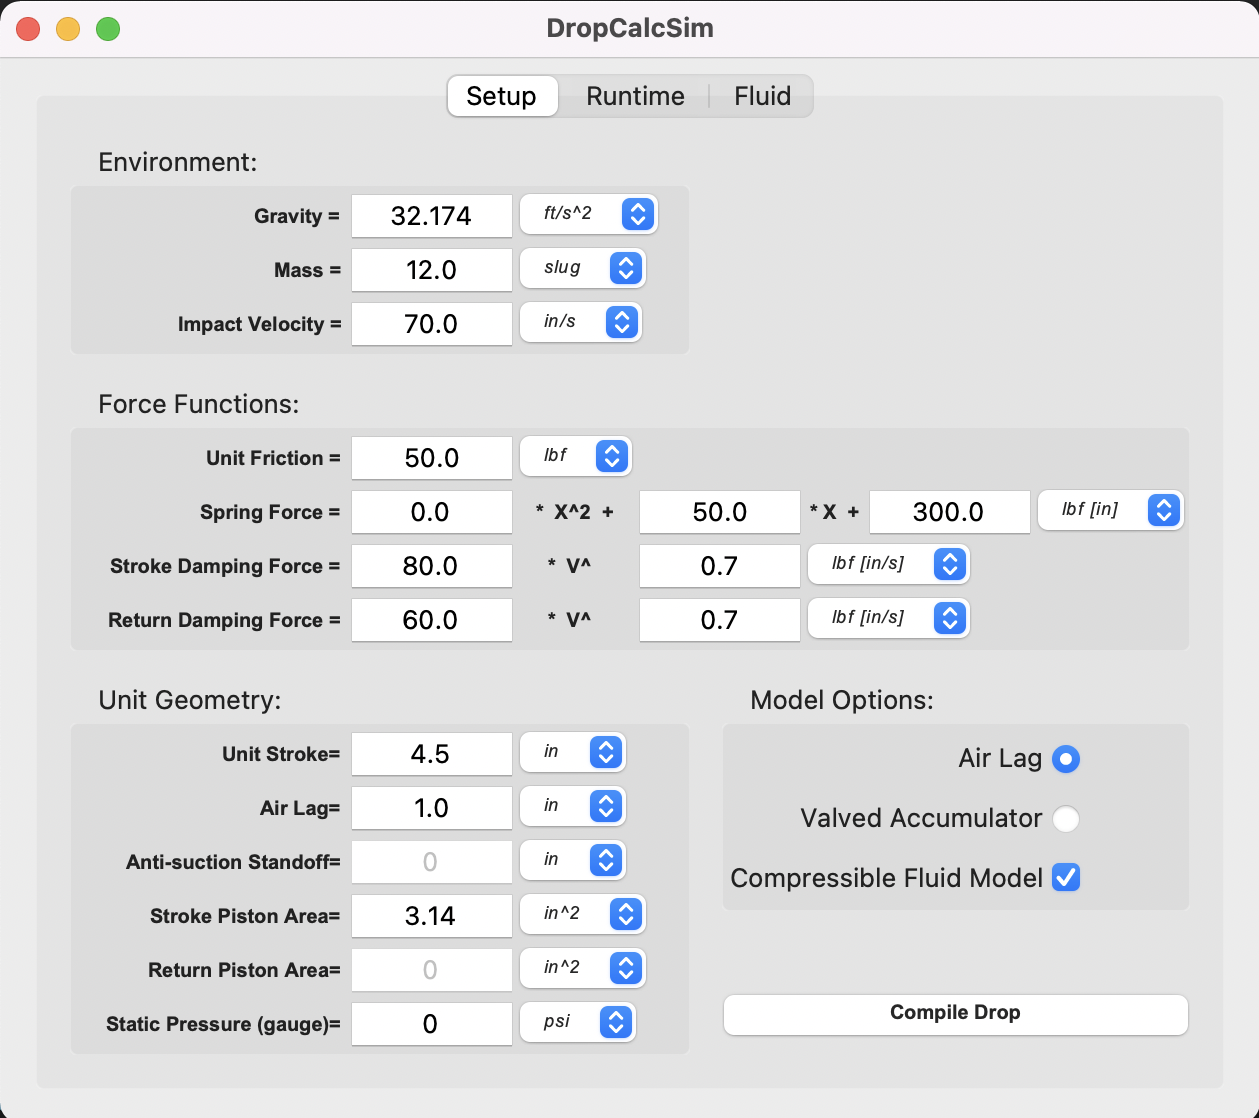 DropCalcSim
Setup Runtime Fluid
Environment:
Gravity = 32.174 ft/s^2
Mass = 12.0 slug
Impact Velocity = 70.0 in/s
Force Functions:
Unit Friction = 50.0 lbf
Spring Force = 0.0 * X^2 + 50.0 * X + 300.0 lbf [in]
Stroke Damping Force = 80.0 * V^ 0.7 lbf [in/s]
Return Damping Force = 60.0 * V^ 0.7 lbf [in/s]
Unit Geometry:
Unit Stroke= 4.5 in
Air Lag= 1.0 in
Anti-suction Standoff= 0 in
Stroke Piston Area= 3.14 in^2
Return Piston Area= 0 in^2
Static Pressure (gauge)= 0 psi
Model Options:
Air Lag
Valved Accumulator
Compressible Fluid Model
Compile Drop